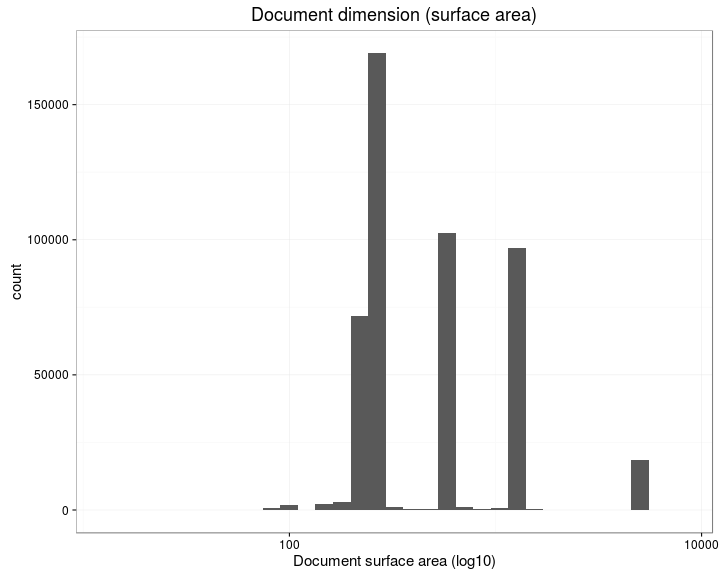 Document dimension (surface area)
150000
100000
50000
0
count
100
10000
Document surface area (log10)